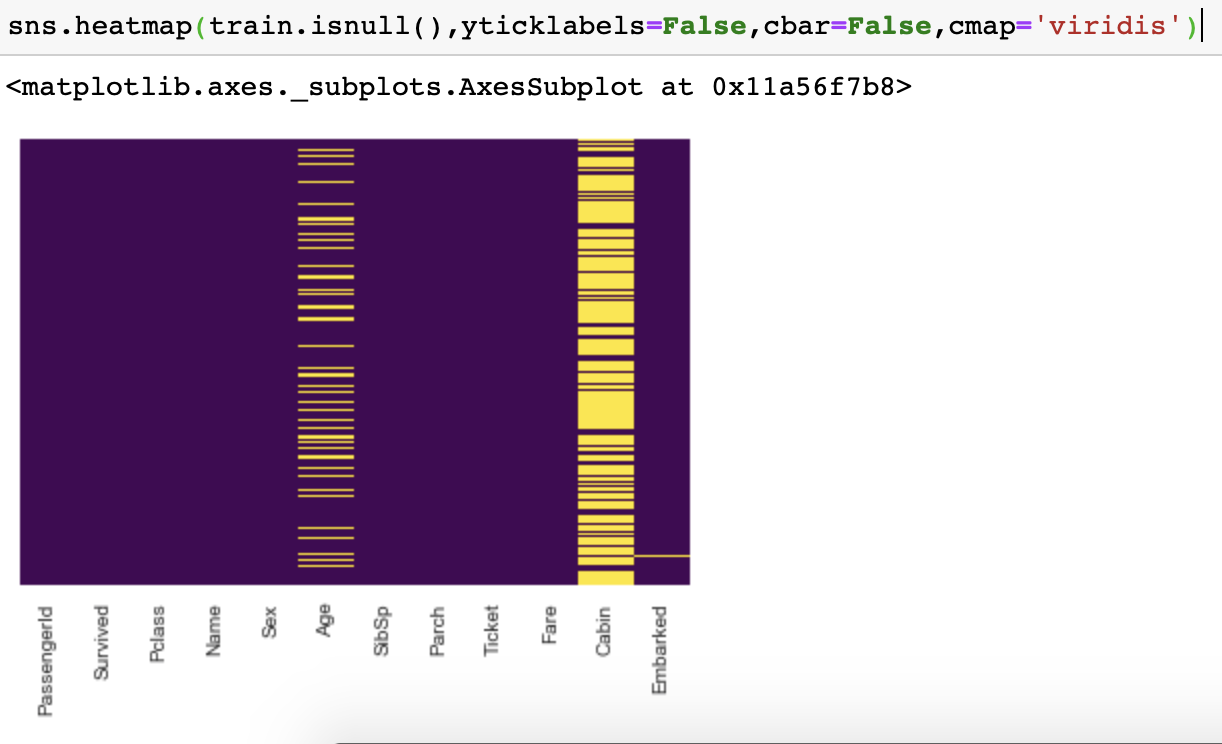 sns.heatmap(train.isnull(),yticklabels=False,cbar=False,cmap='viridis')
<matplotlib.axes._subplots.AxesSubplot at 0x11a56f7b8>
PassengerId
Survived
Pclass
Name
Sex
Age
SibSp
Parch
Ticket
Fare
Cabin
Embarked